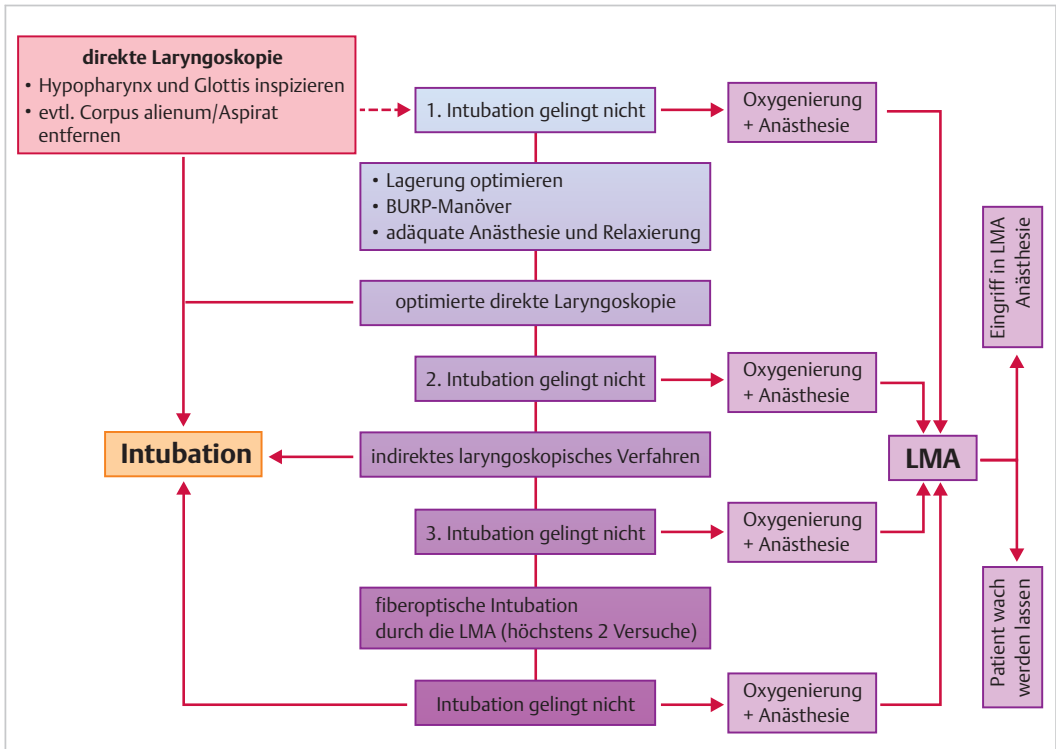 direkte Laryngoskopie
• Hypopharynx und Glottis inspizieren
• evtl. Corpus alienum/Aspirat
entfernen
1. Intubation gelingt nicht
Oxygenierung
+ Anästhesie
• Lagerung optimieren
• BURP-Manöver
• adäquate Anästhesie und Relaxierung
optimierte direkte Laryngoskopie
2. Intubation gelingt nicht
Oxygenierung
+ Anästhesie
Intubation
indirektes laryngoskopisches Verfahren
LMA
Eingriff in LMA
Anästhesie
3. Intubation gelingt nicht
Oxygenierung
+ Anästhesie
fiberoptische Intubation
durch die LMA (höchstens 2 Versuche)
Patient wach
werden lassen
Intubation gelingt nicht
Oxygenierung
+ Anästhesie